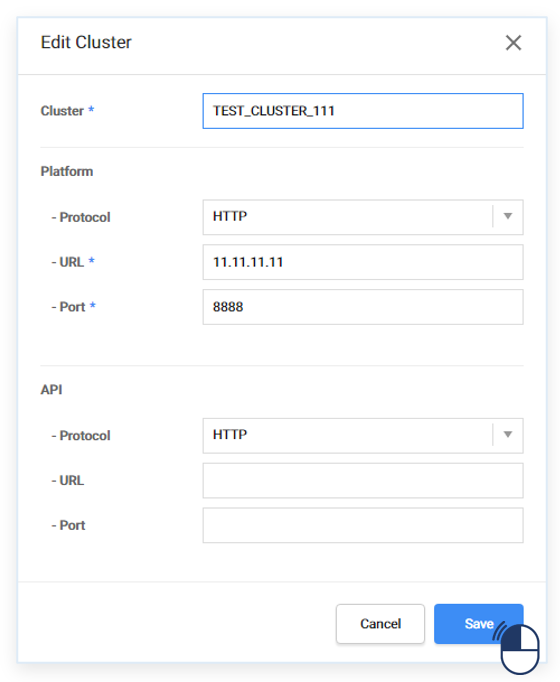 Edit Cluster
Cluster *
TEST_CLUSTER_111
Platform
- Protocol
HTTP
- URL *
11.11.11.11
- Port *
8888
API
- Protocol
HTTP
- URL
- Port
Cancel
Save